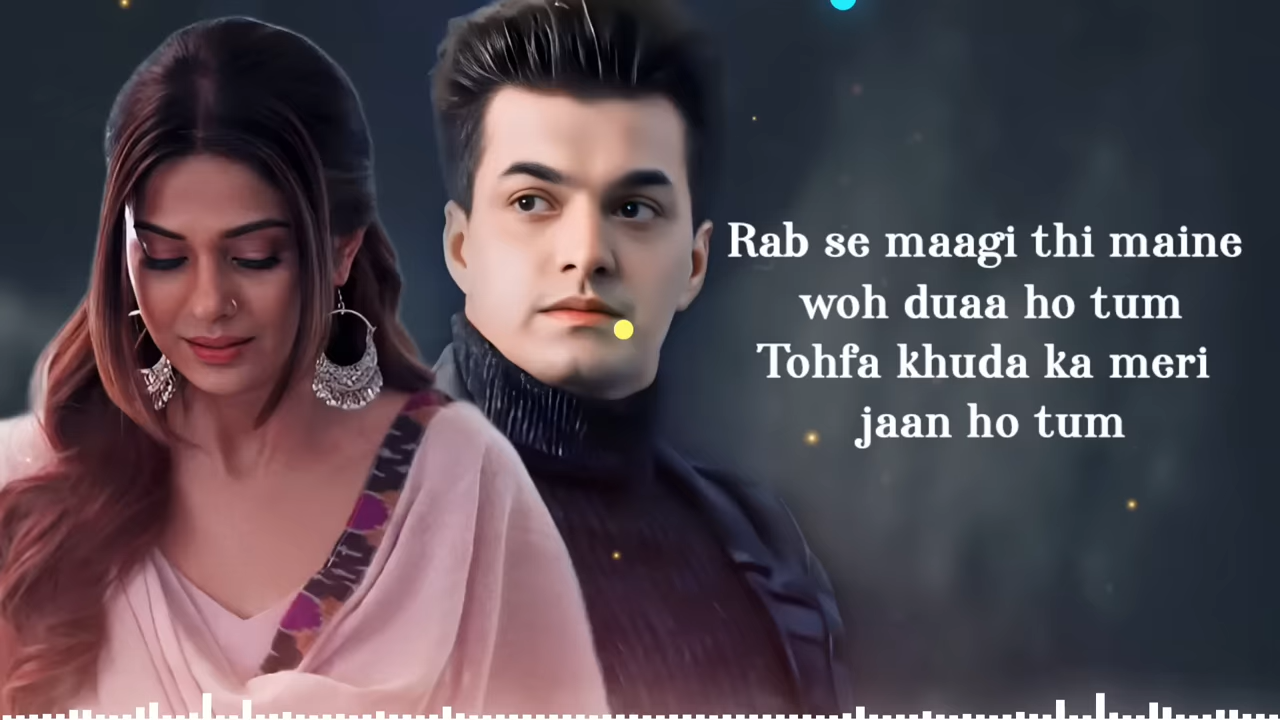 Rab se maagi thi maine
woh duaa ho tum
Tohfa khuda ka meri
jaan ho tum